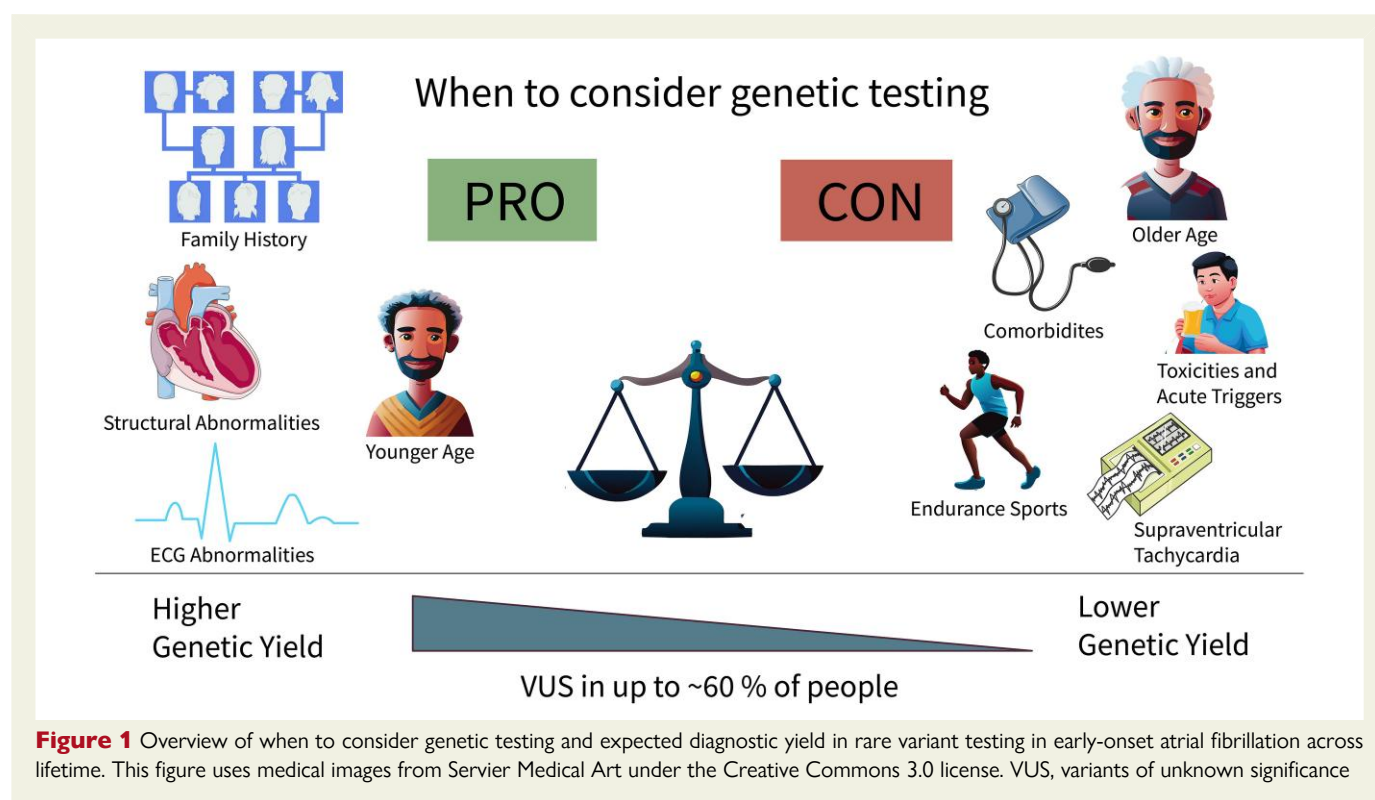 When to consider genetic testing
PRO
CON
Family History
Structural Abnormalities
Younger Age
ECG Abnormalities
Older Age
Comorbidites
Toxicities and
Acute Triggers
Endurance Sports
Supraventricular
Tachycardia
Higher
Genetic Yield
Lower
Genetic Yield
VUS in up to ~60 % of people
Figure 1 Overview of when to consider genetic testing and expected diagnostic yield in rare variant testing in early-onset atrial fibrillation across
lifetime. This figure uses medical images from Servier Medical Art under the Creative Commons 3.0 license. VUS, variants of unknown significance